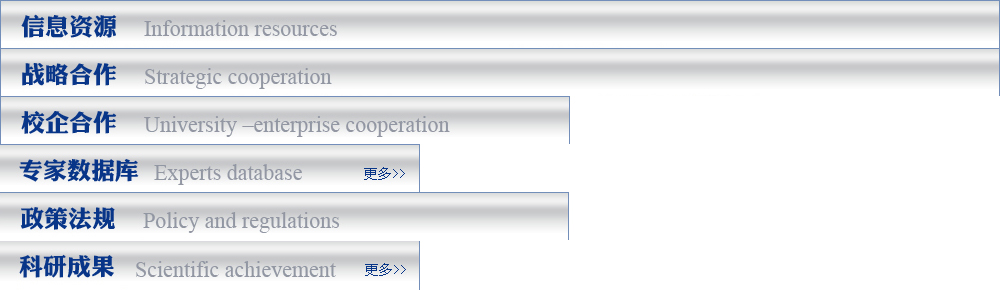 信息资源 Information resources
战略合作 Strategic cooperation
校企合作 University –enterprise cooperation
专家数据库 Experts database 更多>>
政策法规 Policy and regulations
科研成果 Scientific achievement 更多>>